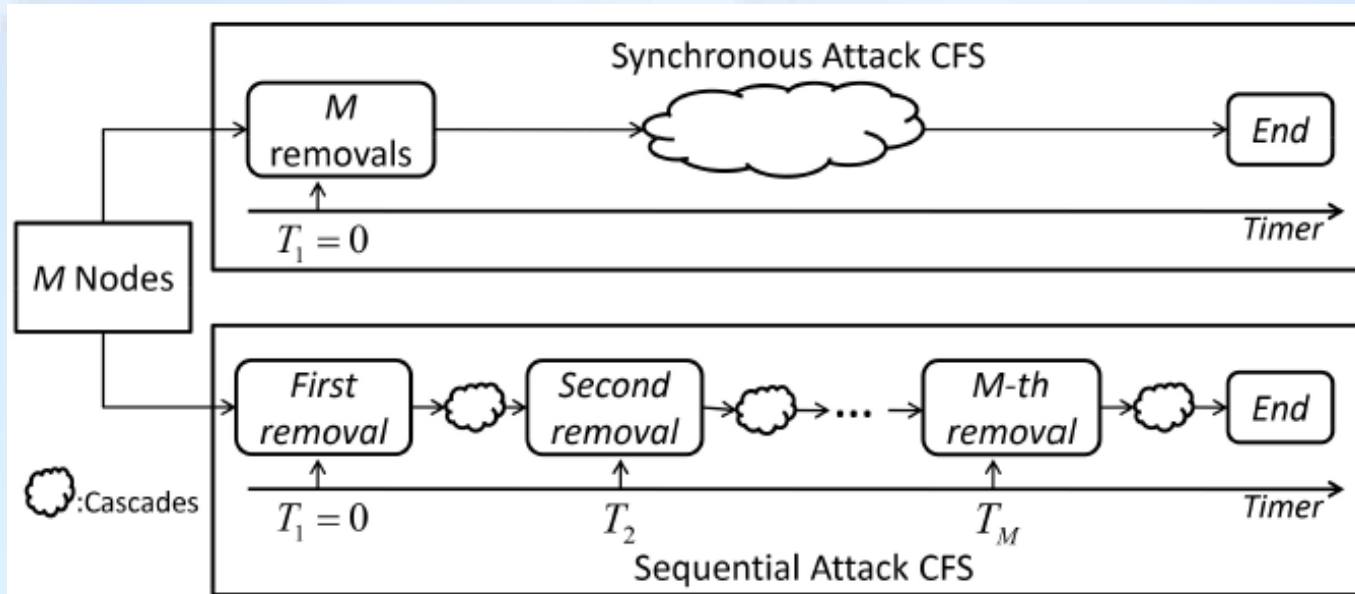 Synchronous Attack CFS
M
removals
End
T₁ = 0
Timer
M Nodes
First
removal
Second
removal
...
M-th
removal
End
:Cascades
T₁ = 0
T₂
T_M
Timer
Sequential Attack CFS